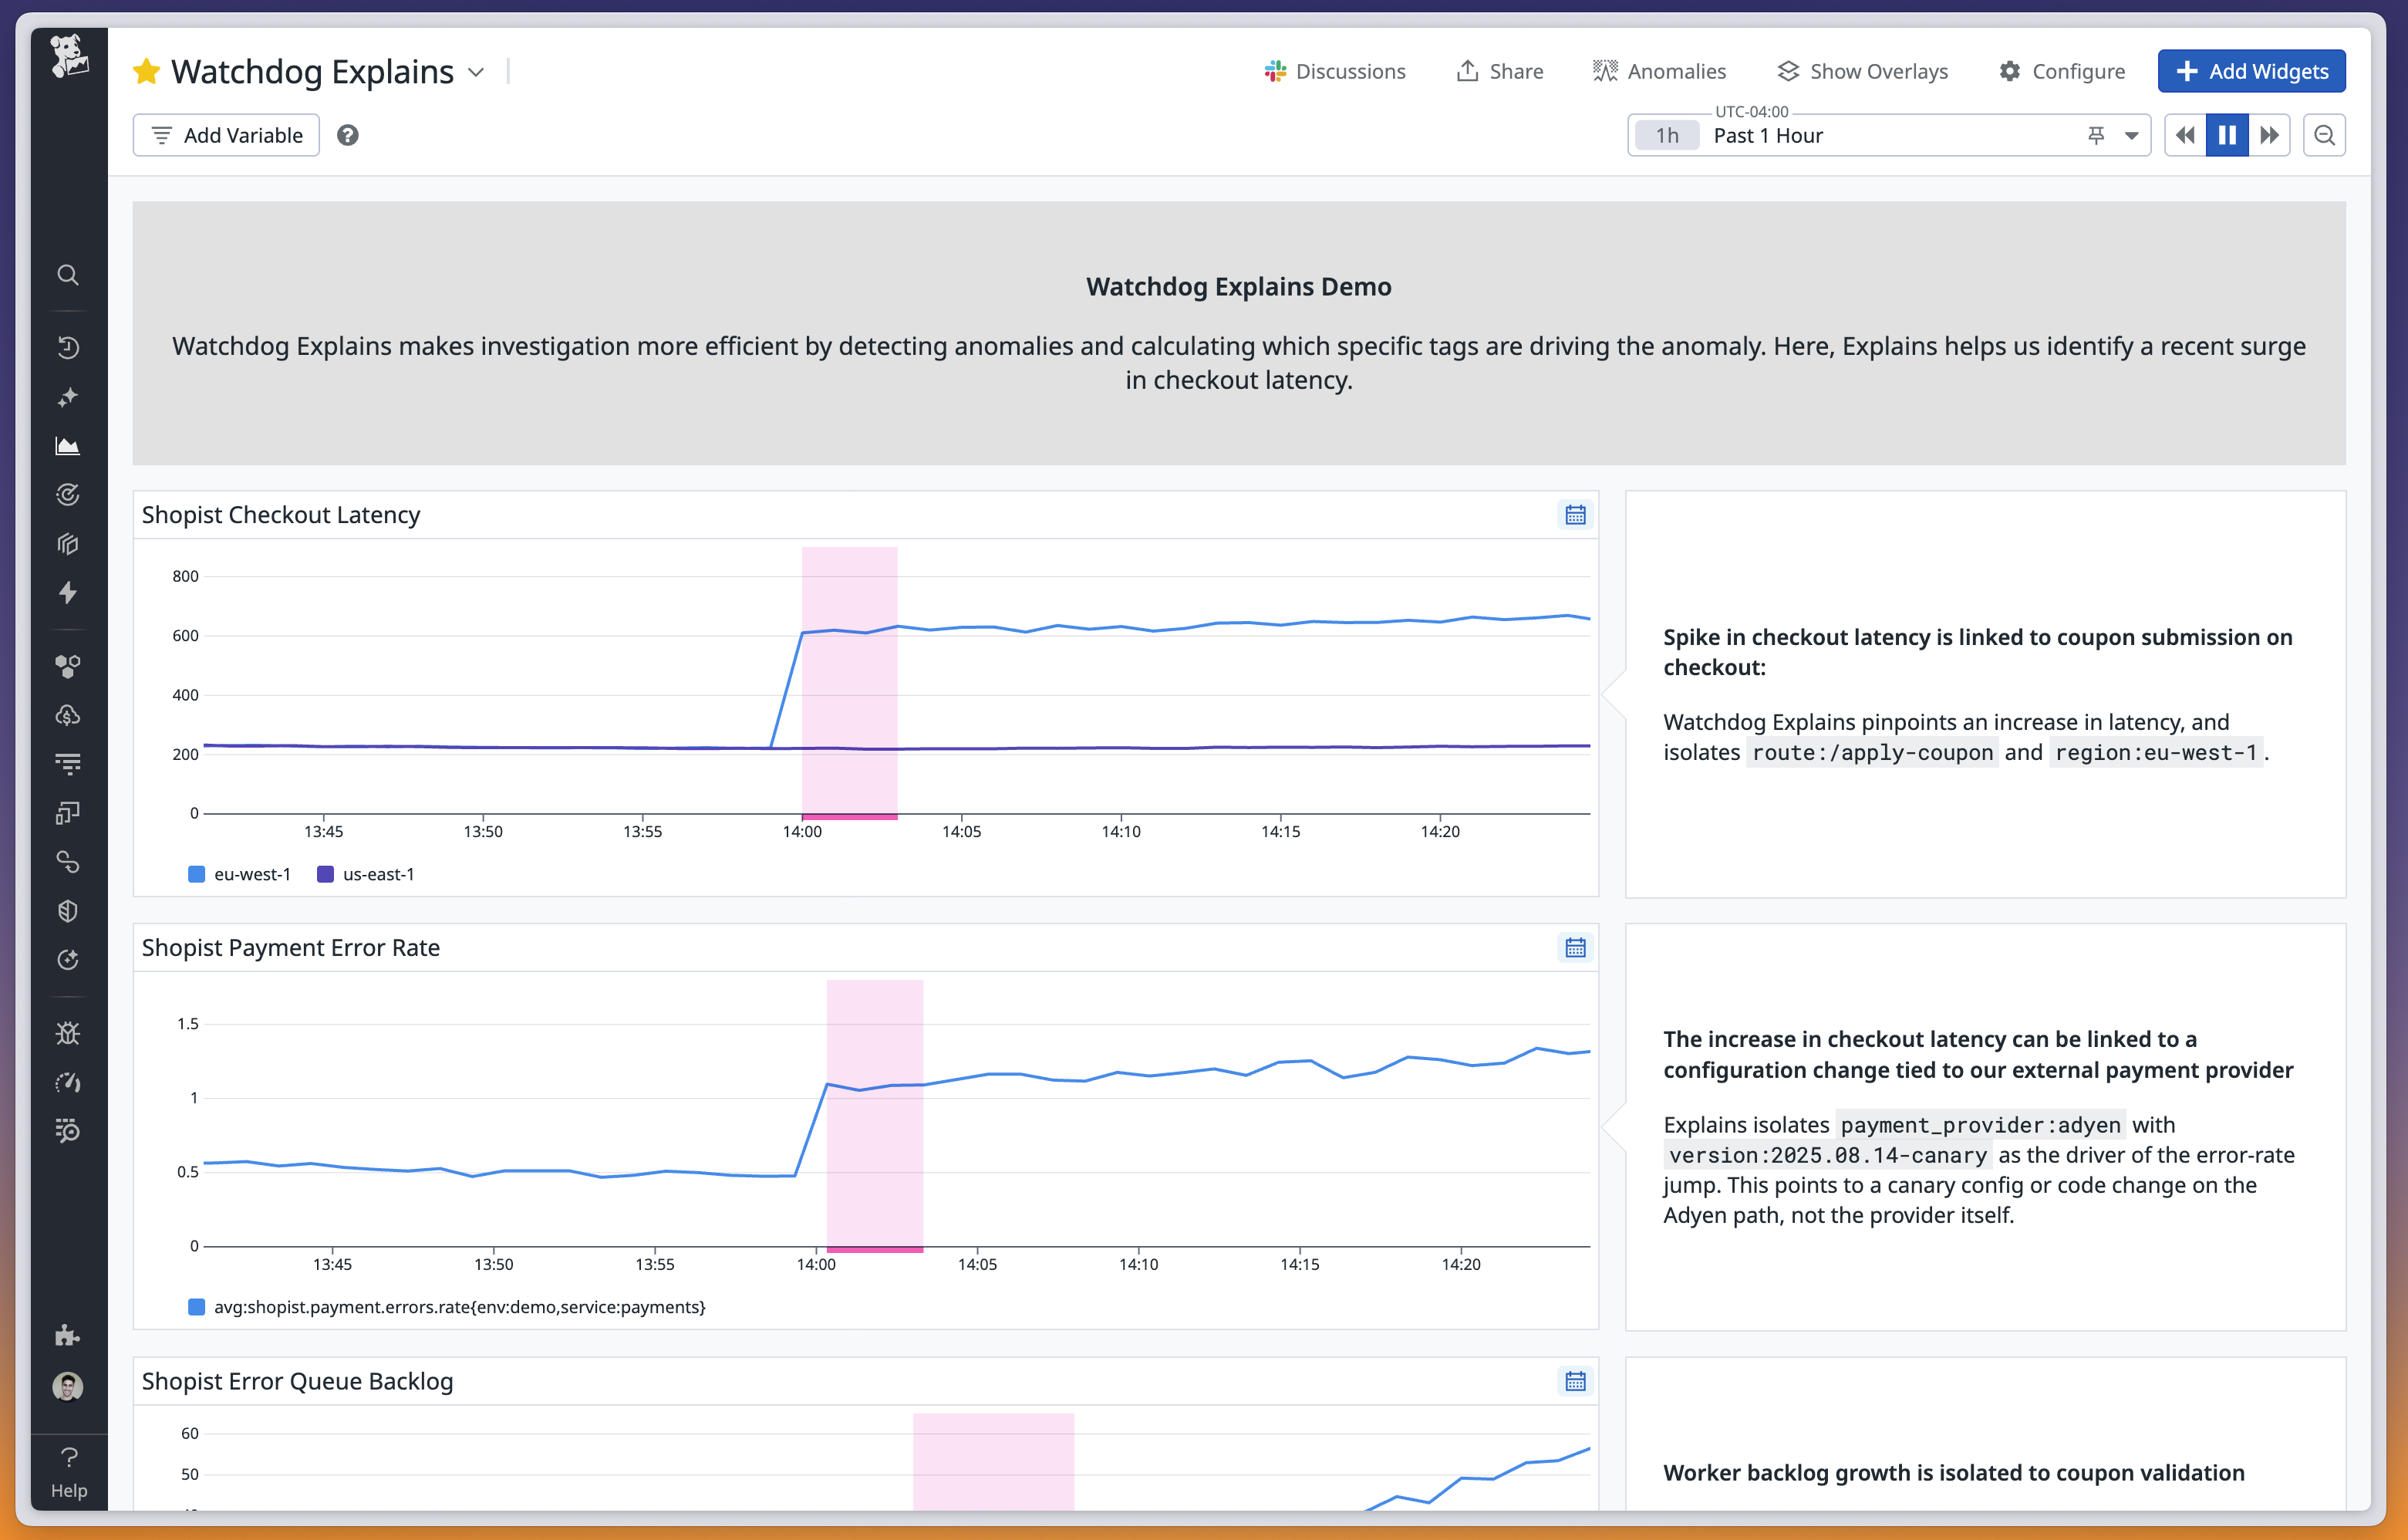 Watchdog Explains
Discussions
Share
Anomalies
Show Overlays
Configure
Add Widgets
Add Variable
UTC-04:00
1h
Past 1 Hour
Watchdog Explains Demo
Watchdog Explains makes investigation more efficient by detecting anomalies and calculating which specific tags are driving the anomaly. Here, Explains helps us identify a recent surge
in checkout latency.
Shopist Checkout Latency
800
600
400
200
0
13:45 13:50 13:55 14:00 14:05 14:10 14:15 14:20
eu-west-1 us-east-1
Spike in checkout latency is linked to coupon submission on
checkout:
Watchdog Explains pinpoints an increase in latency, and
isolates route:/apply-coupon and region:eu-west-1.
Shopist Payment Error Rate
1.5
1
0.5
0
13:45 13:50 13:55 14:00 14:05 14:10 14:15 14:20
avg:shopist.payment.errors.rate{env:demo,service:payments}
The increase in checkout latency can be linked to a
configuration change tied to our external payment provider
Explains isolates payment_provider:adyen with
version:2025.08.14-canary as the driver of the error-rate
jump. This points to a canary config or code change on the
Adyen path, not the provider itself.
Shopist Error Queue Backlog
60
50
Worker backlog growth is isolated to coupon validation
Help